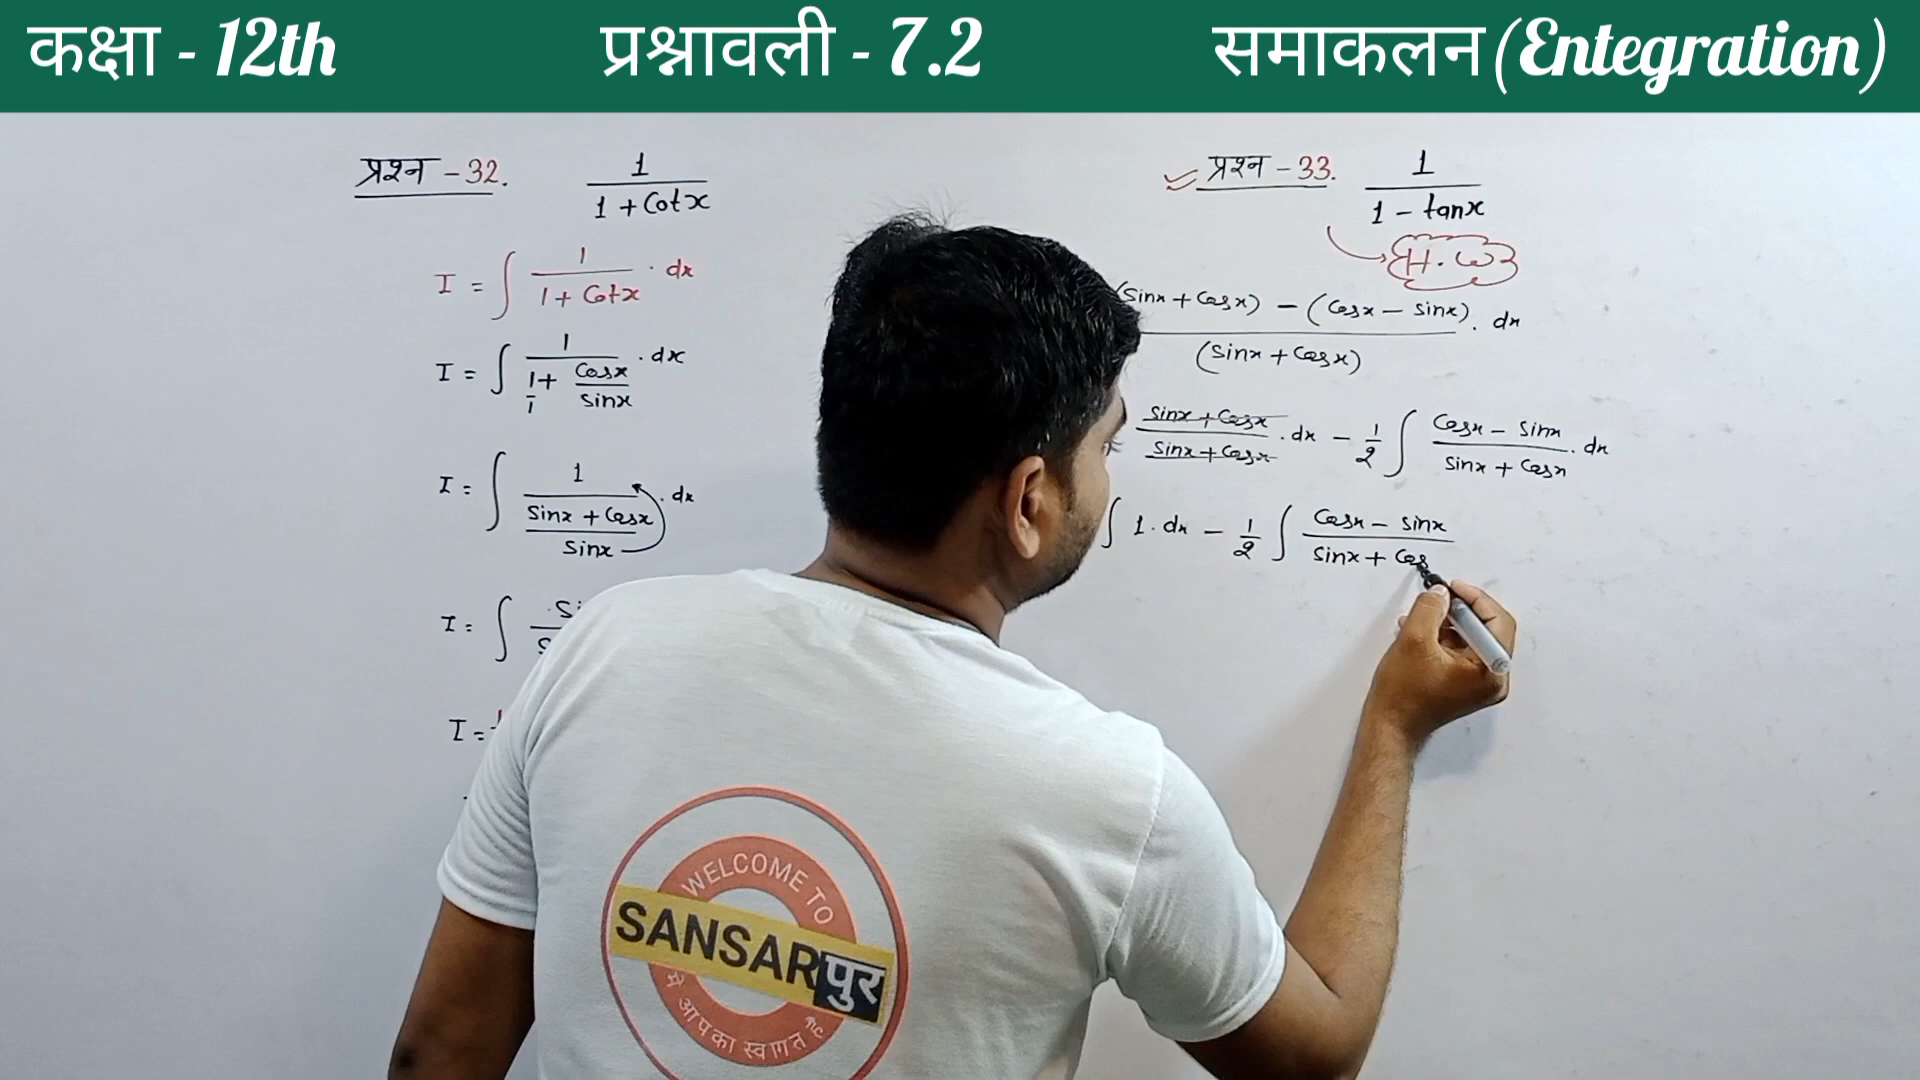 कक्षा - 12th प्रश्नावली - 7.2 समाकलन (Entegration)
प्रश्न - 32. 1 / (1 + Cotx)
I = ∫ 1 / (1 + Cotx) . dx
I = ∫ 1 / (1/1 + Cosx/Sinx) . dx
I = ∫ 1 / ((Sinx + Cosx) / Sinx) . dx
I = ∫
I =
प्रश्न - 33. 1 / (1 - tanx)
H.W
(Sinx + Cosx) - (Cosx - Sinx) / (Sinx + Cosx) . dx
Sinx + Cosx / Sinx + Cosx . dx - 1/2 ∫ Cosx - Sinx / Sinx + Cosx . dx
∫ 1. dx - 1/2 ∫ Cosx - Sinx / Sinx + Cos
WELCOME TO
SANSARपुर
में आपका स्वागत है